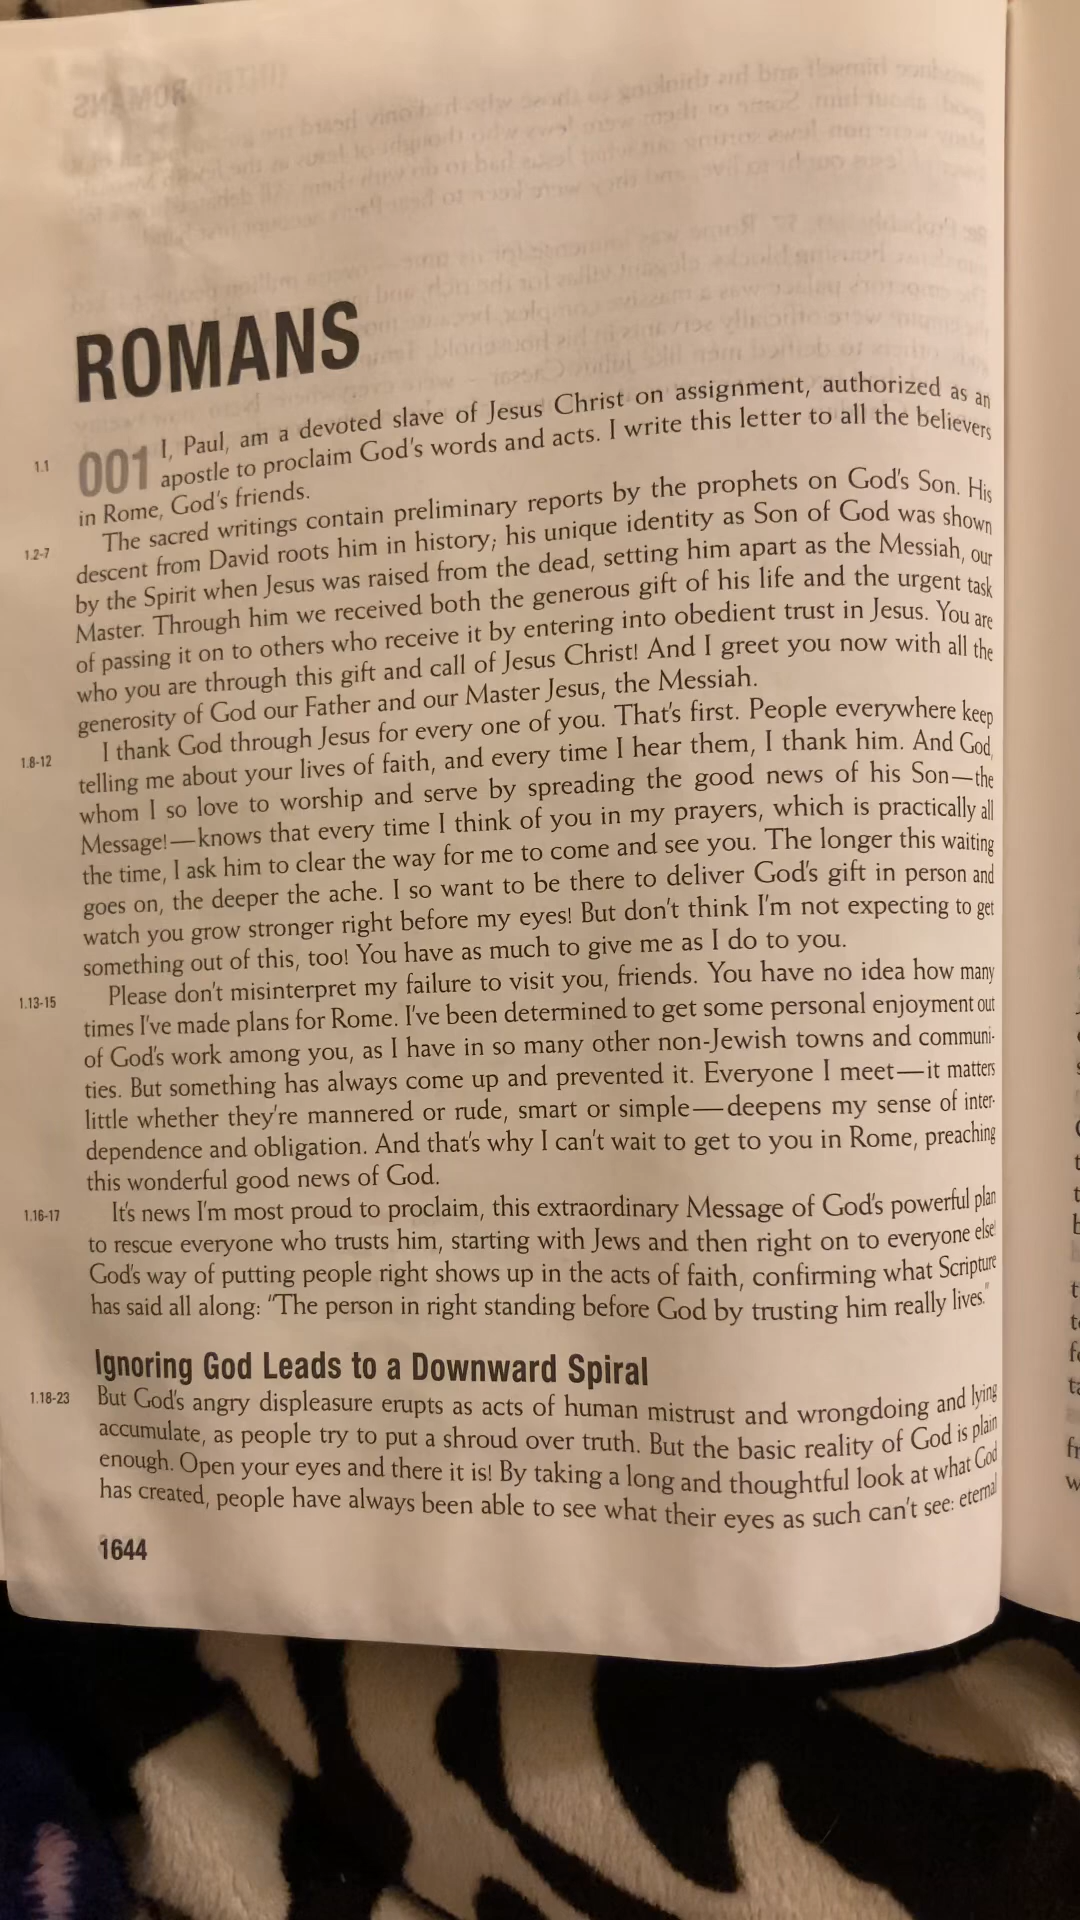 ROMANS
1.1 001 I, Paul, am a devoted slave of Jesus Christ on assignment, authorized as an
apostle to proclaim God's words and acts. I write this letter to all the believers
in Rome, God's friends.
1.2-7 The sacred writings contain preliminary reports by the prophets on God's Son. His
descent from David roots him in history; his unique identity as Son of God was shown
by the Spirit when Jesus was raised from the dead, setting him apart as the Messiah, our
Master. Through him we received both the generous gift of his life and the urgent task
of passing it on to others who receive it by entering into obedient trust in Jesus. You are
who you are through this gift and call of Jesus Christ! And I greet you now with all the
generosity of God our Father and our Master Jesus, the Messiah.
1.8-12 I thank God through Jesus for every one of you. That's first. People everywhere keep
telling me about your lives of faith, and every time I hear them, I thank him. And God,
whom I so love to worship and serve by spreading the good news of his Son—the
Message!—knows that every time I think of you in my prayers, which is practically all
the time, I ask him to clear the way for me to come and see you. The longer this waiting
goes on, the deeper the ache. I so want to be there to deliver God's gift in person and
watch you grow stronger right before my eyes! But don't think I'm not expecting to get
something out of this, too! You have as much to give me as I do to you.
1.13-15 Please don't misinterpret my failure to visit you, friends. You have no idea how many
times I've made plans for Rome. I've been determined to get some personal enjoyment out
of God's work among you, as I have in so many other non-Jewish towns and communi-
ties. But something has always come up and prevented it. Everyone I meet—it matters
little whether they're mannered or rude, smart or simple—deepens my sense of inter-
dependence and obligation. And that's why I can't wait to get to you in Rome, preaching
this wonderful good news of God.
1.16-17 It's news I'm most proud to proclaim, this extraordinary Message of God's powerful plan
to rescue everyone who trusts him, starting with Jews and then right on to everyone else!
God's way of putting people right shows up in the acts of faith, confirming what Scripture
has said all along: "The person in right standing before God by trusting him really lives."
Ignoring God Leads to a Downward Spiral
1.18-23 But God's angry displeasure erupts as acts of human mistrust and wrongdoing and lying
accumulate, as people try to put a shroud over truth. But the basic reality of God is plain
enough. Open your eyes and there it is! By taking a long and thoughtful look at what God
has created, people have always been able to see what their eyes as such can't see: eternal
1644